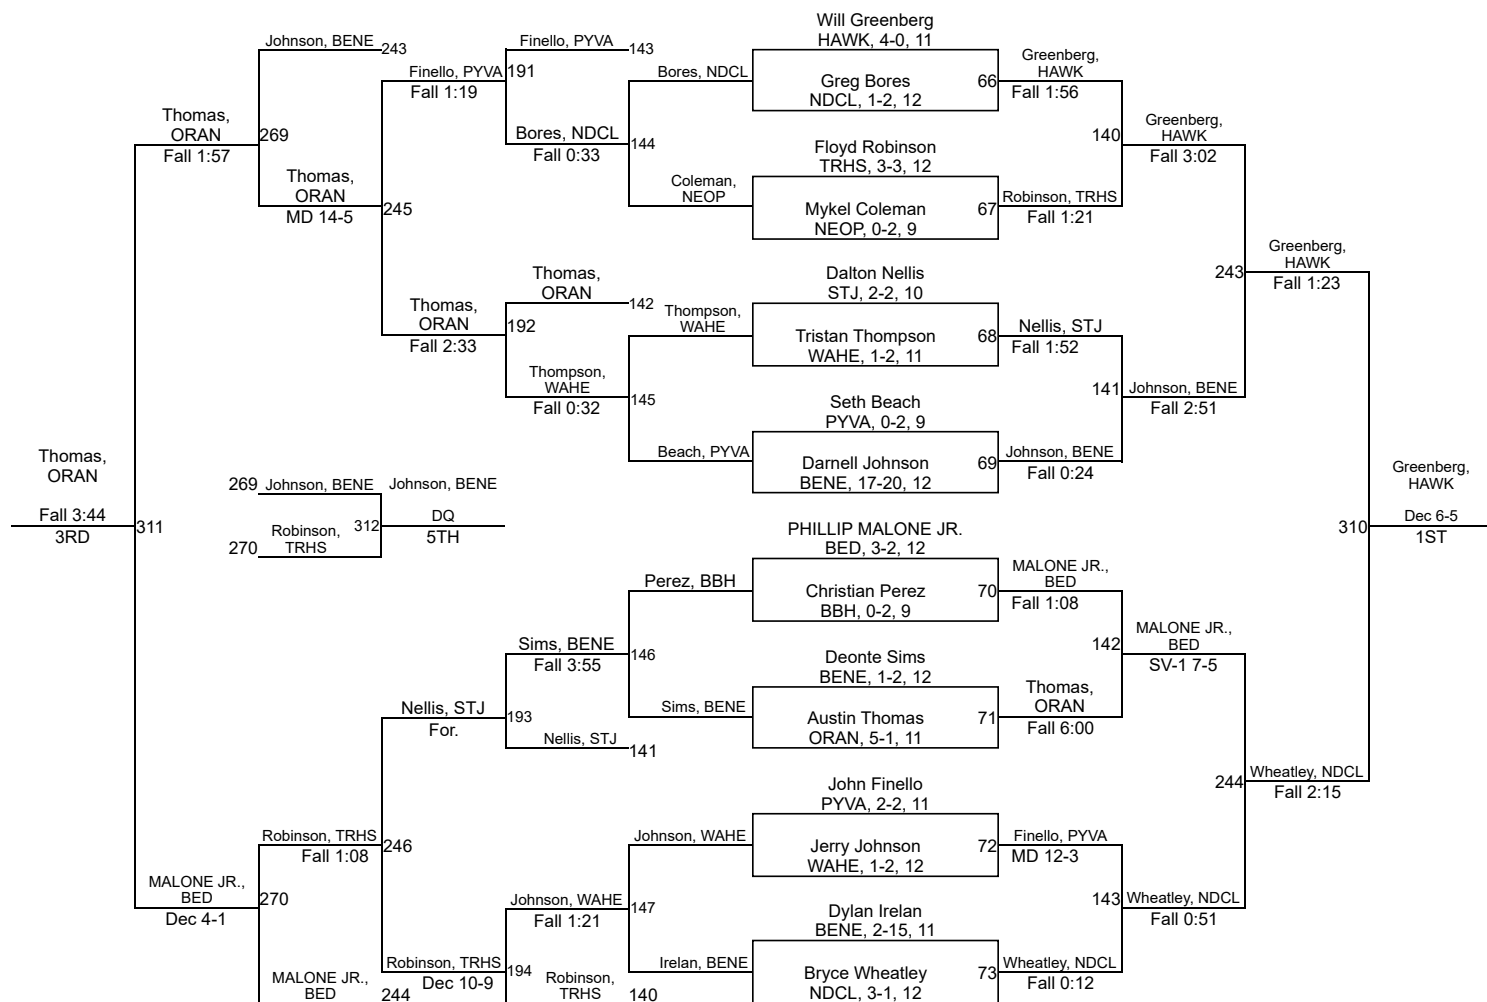 Will Greenberg
HAWK, 4-0, 11
Johnson, BENE 243
Finello, PYVA 143
Greenberg,
HAWK
Finello, PYVA 191
Fall 1:19
Bores, NDCL
Greg Bores
NDCL, 1-2, 12
66
Fall 1:56
Thomas,
ORAN
Fall 1:57
269
Bores, NDCL
Fall 0:33
144
Floyd Robinson
TRHS, 3-3, 12
140
Greenberg,
HAWK
Fall 3:02
Thomas,
ORAN
MD 14-5
245
Coleman,
NEOP
Mykel Coleman
NEOP, 0-2, 9
67
Robinson, TRHS
Fall 1:21
Thomas,
ORAN
142
Dalton Nellis
STJ, 2-2, 10
243
Greenberg,
HAWK
Fall 1:23
Thomas,
ORAN
Fall 2:33
192
Thompson,
WAHE
Tristan Thompson
WAHE, 1-2, 11
68
Nellis, STJ
Fall 1:52
Thompson,
WAHE
Fall 0:32
145
Seth Beach
PYVA, 0-2, 9
141
Johnson, BENE
Fall 2:51
Beach, PYVA
Darnell Johnson
BENE, 17-20, 12
69
Johnson, BENE
Fall 0:24
Thomas,
ORAN
Fall 3:44
3RD
311
269 Johnson, BENE
270 Robinson,
TRHS
312
Johnson, BENE
DQ
5TH
Greenberg,
HAWK
310
Dec 6-5
1ST
PHILLIP MALONE JR.
BED, 3-2, 12
Perez, BBH
Christian Perez
BBH, 0-2, 9
70
MALONE JR.,
BED
Fall 1:08
Sims, BENE
Fall 3:55
146
Deonte Sims
BENE, 1-2, 12
142
MALONE JR.,
BED
SV-1 7-5
Nellis, STJ
For.
193
Sims, BENE
Austin Thomas
ORAN, 5-1, 11
71
Thomas,
ORAN
Fall 6:00
Nellis, STJ 141
John Finello
PYVA, 2-2, 11
244
Wheatley, NDCL
Fall 2:15
Robinson, TRHS
Fall 1:08
246
Johnson, WAHE
Jerry Johnson
WAHE, 1-2, 12
72
Finello, PYVA
MD 12-3
MALONE JR.,
BED
Dec 4-1
270
Johnson, WAHE
Fall 1:21
147
Dylan Irelan
BENE, 2-15, 11
143
Wheatley, NDCL
Fall 0:51
Robinson, TRHS
Dec 10-9
194
Irelan, BENE
Bryce Wheatley
NDCL, 3-1, 12
73
Wheatley, NDCL
Fall 0:12
MALONE JR.,
BED
244
Robinson,
TRHS
140